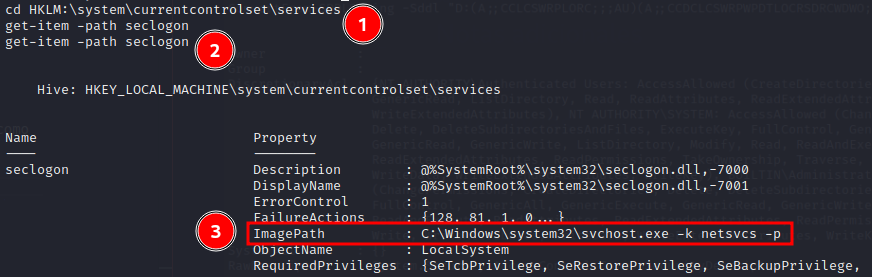 cd HKLM:\system\currentcontrolset\services
1
get-item -path seclogon
get-item -path seclogon
2
Hive: HKEY_LOCAL_MACHINE\system\currentcontrolset\services
Name Property
---- --------
seclogon Description : @%SystemRoot%\system32\seclogon.dll,-7000
DisplayName : @%SystemRoot%\system32\seclogon.dll,-7001
ErrorControl : 1
FailureActions : {128, 81, 1, 0...}
3
ImagePath : C:\Windows\system32\svchost.exe -k netsvcs -p
ObjectName : LocalSystem
RequiredPrivileges : {SeTcbPrivilege, SeRestorePrivilege, SeBackupPrivilege,